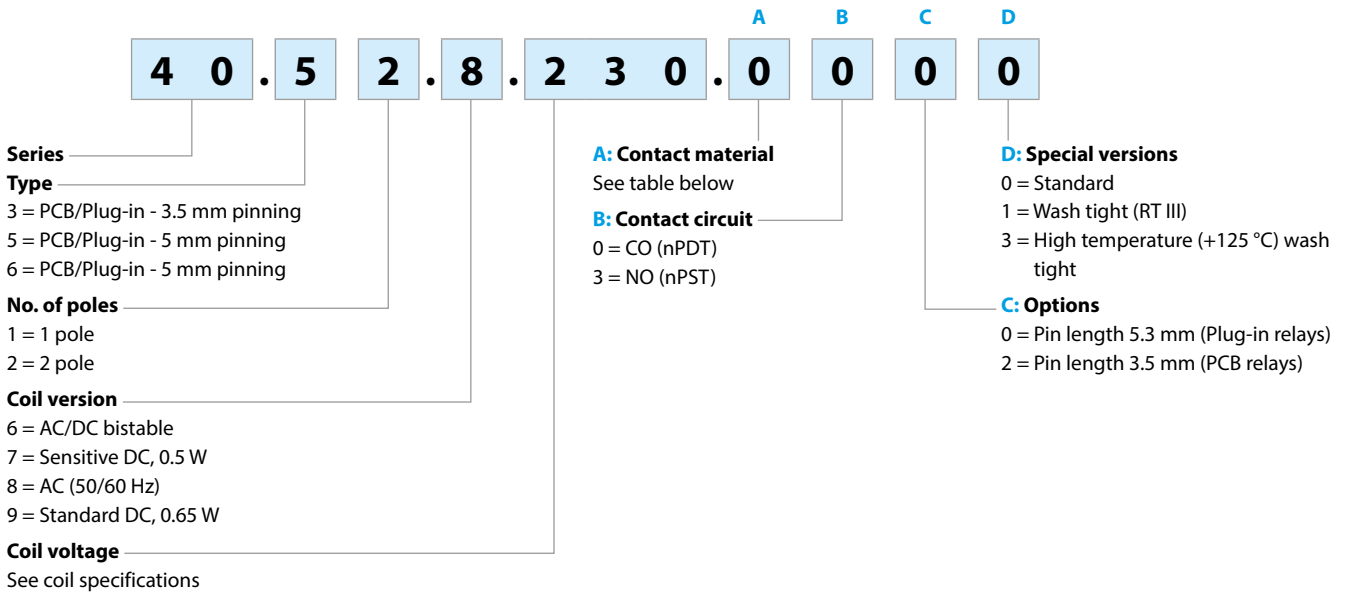 A B C D
4 0 . 5 2 . 8 . 2 3 0 . 0 0 0 0
Series
Type
3 = PCB/Plug-in - 3.5 mm pinning
5 = PCB/Plug-in - 5 mm pinning
6 = PCB/Plug-in - 5 mm pinning
No. of poles
1 = 1 pole
2 = 2 pole
Coil version
6 = AC/DC bistable
7 = Sensitive DC, 0.5 W
8 = AC (50/60 Hz)
9 = Standard DC, 0.65 W
Coil voltage
See coil specifications
A: Contact material
See table below
B: Contact circuit
0 = CO (nPDT)
3 = NO (nPST)
D: Special versions
0 = Standard
1 = Wash tight (RT III)
3 = High temperature (+125 °C) wash
tight
C: Options
0 = Pin length 5.3 mm (Plug-in relays)
2 = Pin length 3.5 mm (PCB relays)